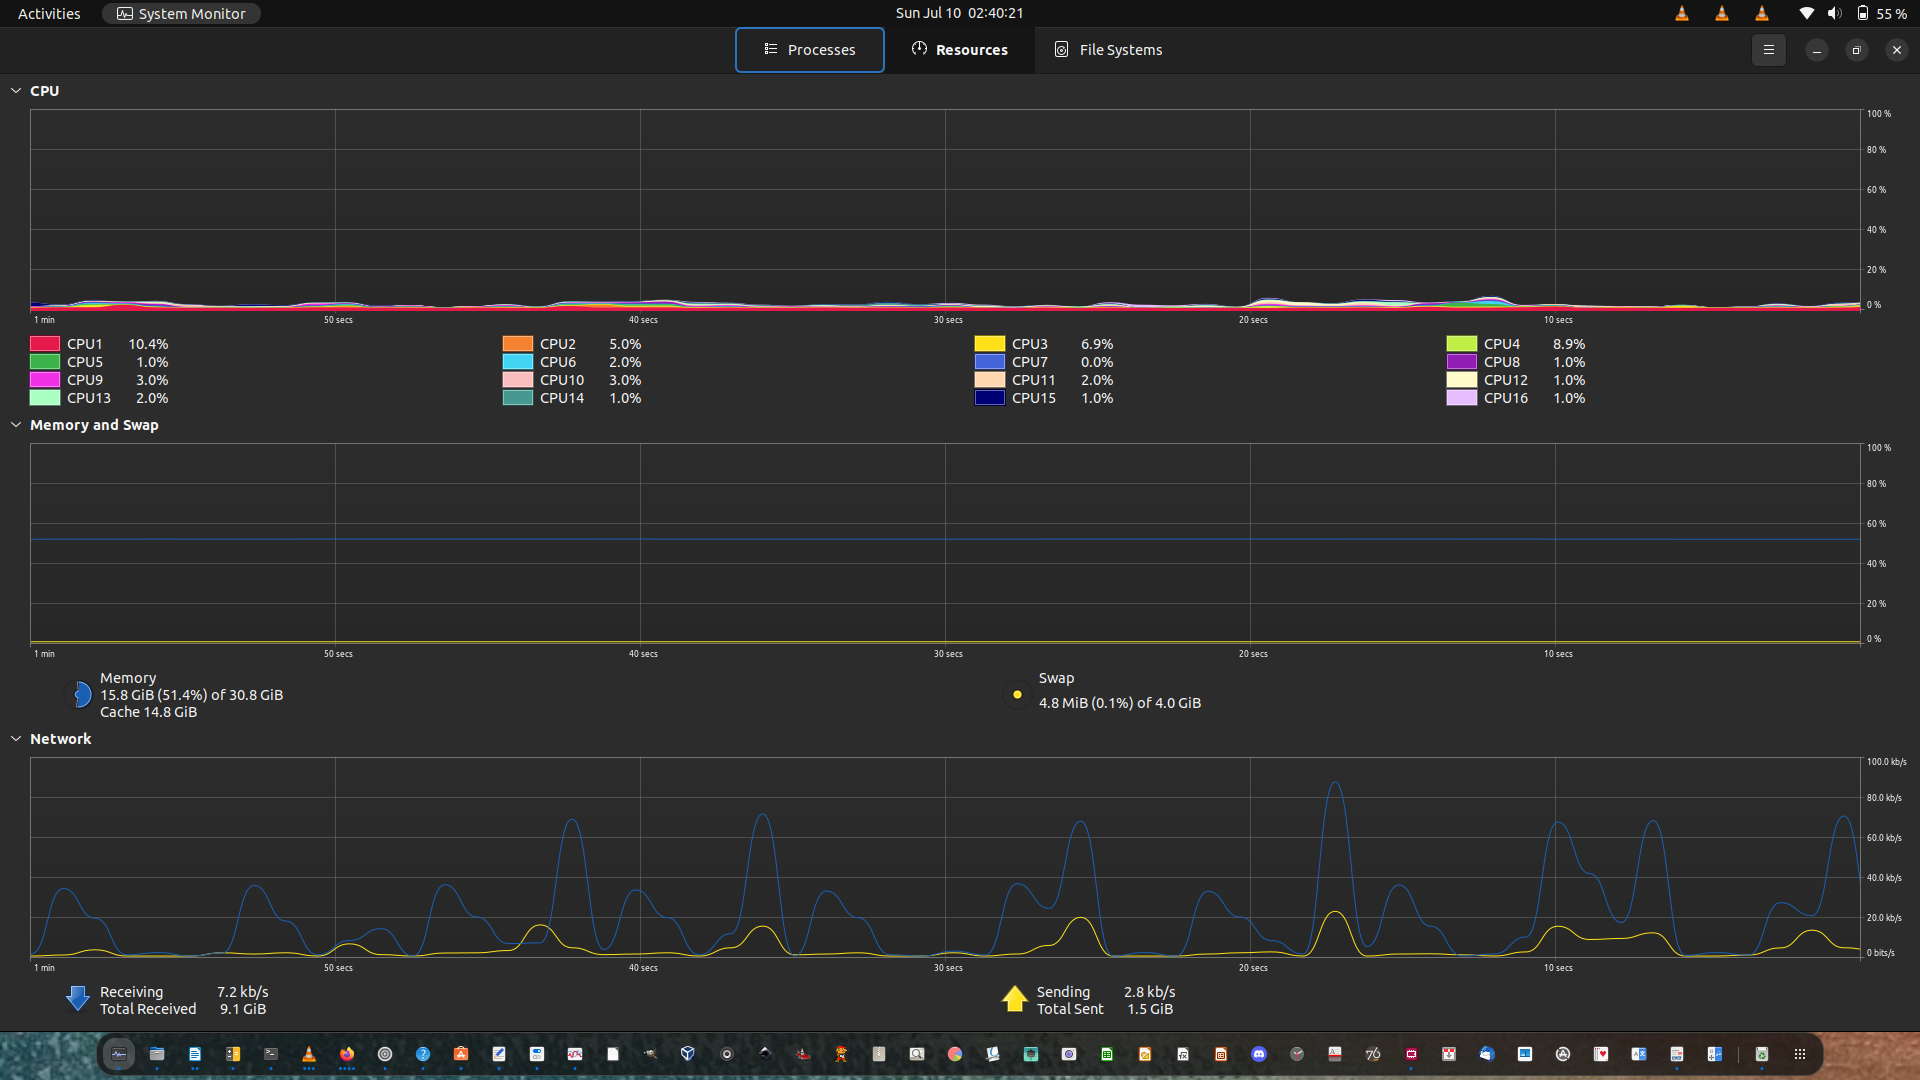 Activities
System Monitor
Sun Jul 10 02:40:21
55 %
Processes
Resources
File Systems
CPU
100 %
80 %
60 %
40 %
20 %
0 %
1 min 50 secs 40 secs 30 secs 20 secs 10 secs
CPU1 10.4% CPU2 5.0% CPU3 6.9% CPU4 8.9%
CPU5 1.0% CPU6 2.0% CPU7 0.0% CPU8 1.0%
CPU9 3.0% CPU10 3.0% CPU11 2.0% CPU12 1.0%
CPU13 2.0% CPU14 1.0% CPU15 1.0% CPU16 1.0%
Memory and Swap
100 %
80 %
60 %
40 %
20 %
0 %
1 min 50 secs 40 secs 30 secs 20 secs 10 secs
Memory
15.8 GiB (51.4%) of 30.8 GiB
Cache 14.8 GiB
Swap
4.8 MiB (0.1%) of 4.0 GiB
Network
100.0 kb/s
80.0 kb/s
60.0 kb/s
40.0 kb/s
20.0 kb/s
0 bits/s
1 min 50 secs 40 secs 30 secs 20 secs 10 secs
Receiving 7.2 kb/s
Total Received 9.1 GiB
Sending 2.8 kb/s
Total Sent 1.5 GiB